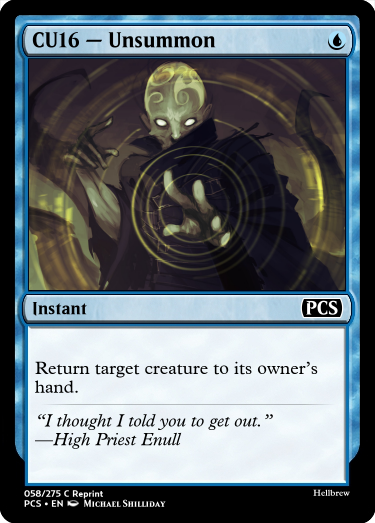 CU16 — Unsummon
Instant
PCS
Return target creature to its owner's
hand.
"I thought I told you to get out."
—High Priest Enull
058/275 C Reprint
Hellbrew
PCS • EN Michael Shilliday